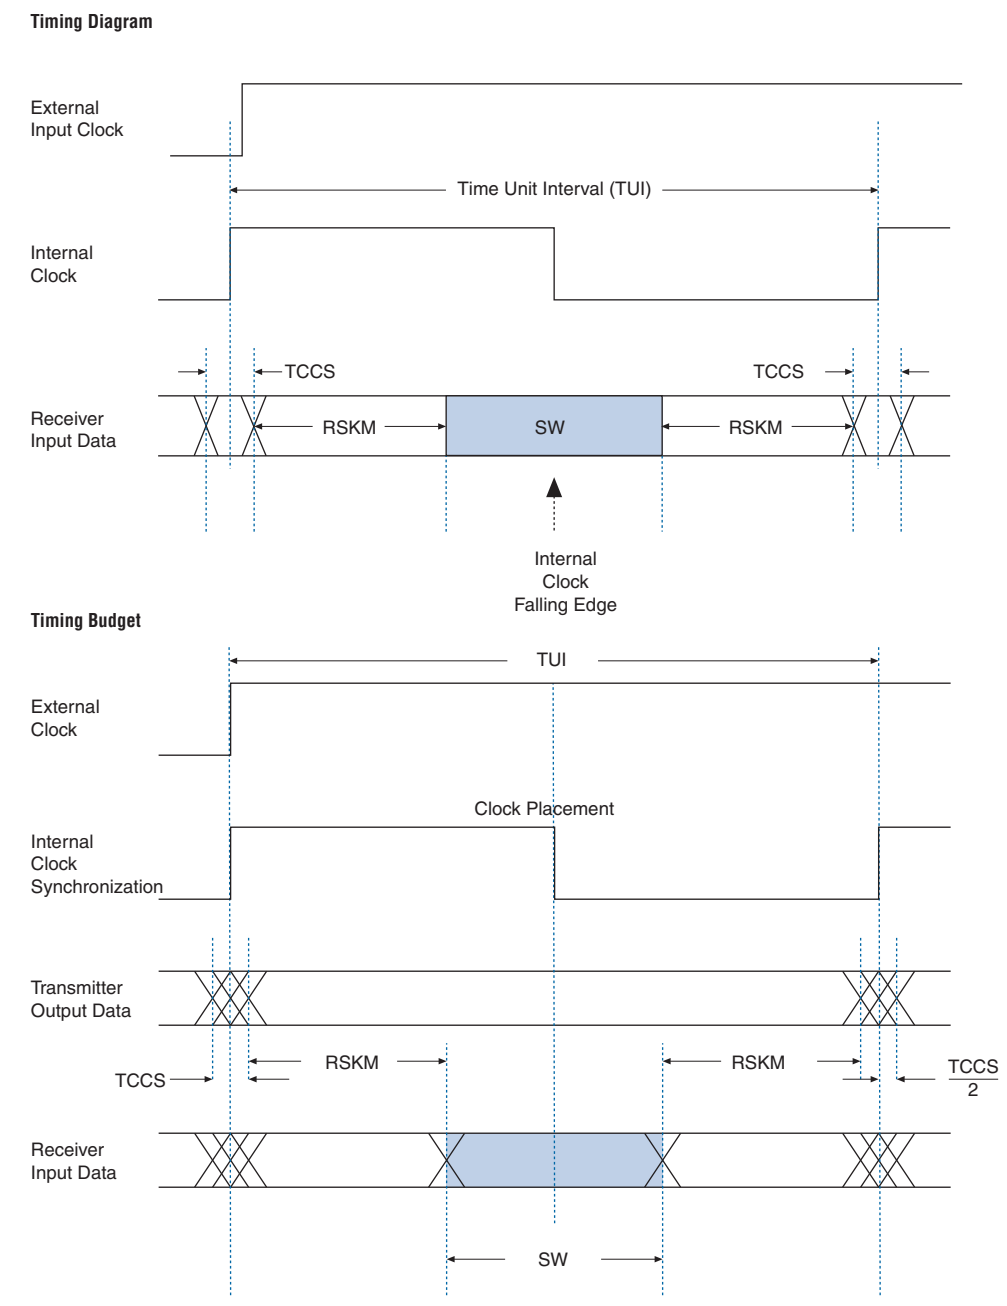 Timing Diagram
External
Input Clock
Time Unit Interval (TUI)
Internal
Clock
TCCS
TCCS
Receiver
Input Data
RSKM
SW
RSKM
Internal
Clock
Falling Edge
Timing Budget
TUI
External
Clock
Clock Placement
Internal
Clock
Synchronization
Transmitter
Output Data
RSKM
RSKM
TCCS
TCCS
2
Receiver
Input Data
SW